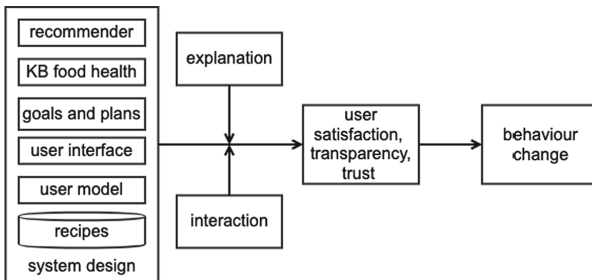 recommender
KB food health
goals and plans
user interface
user model
recipes
system design
explanation
interaction
user
satisfaction,
transparency,
trust
behaviour
change